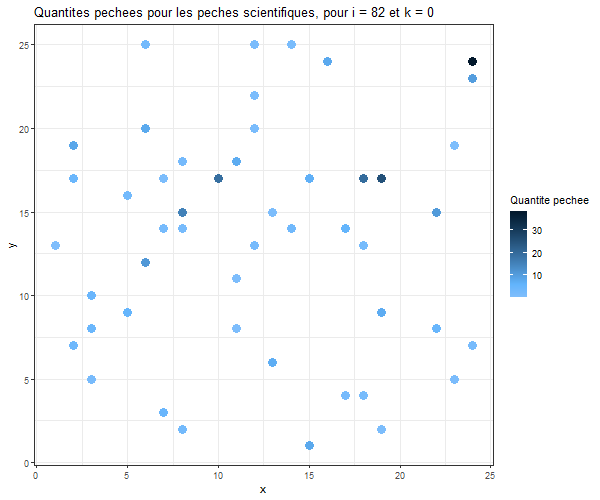 Quantites pechees pour les peches scientifiques, pour i = 82 et k = 0
25
20
15
10
5
0
y
0 5 10 15 20 25
x
Quantite pechee
30
20
10